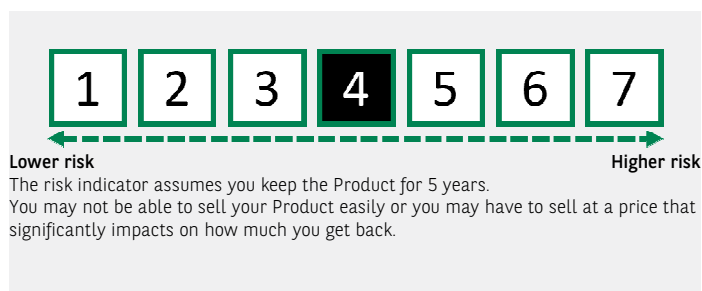 1 2 3 4 5 6 7
Lower risk Higher risk
The risk indicator assumes you keep the Product for 5 years.
You may not be able to sell your Product easily or you may have to sell at a price that
significantly impacts on how much you get back.